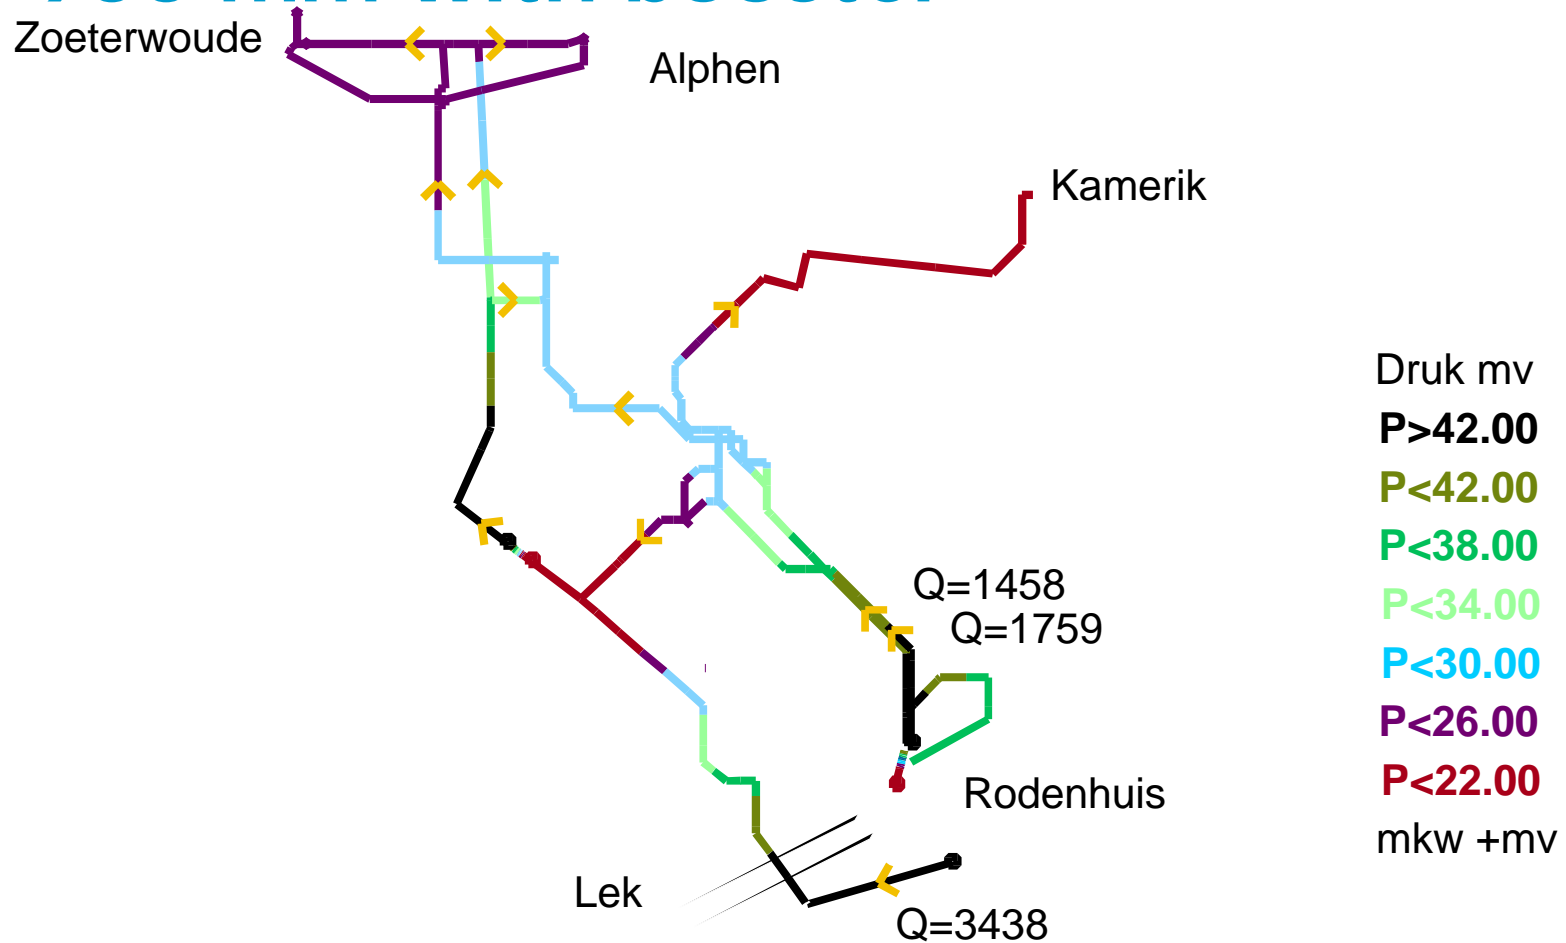 Zoeterwoude
Alphen
Kamerik
Druk mv
P>42.00
P<42.00
P<38.00
P<34.00
P<30.00
P<26.00
P<22.00
mkw +mv
Q=1458
Q=1759
Rodenhuis
Lek
Q=3438